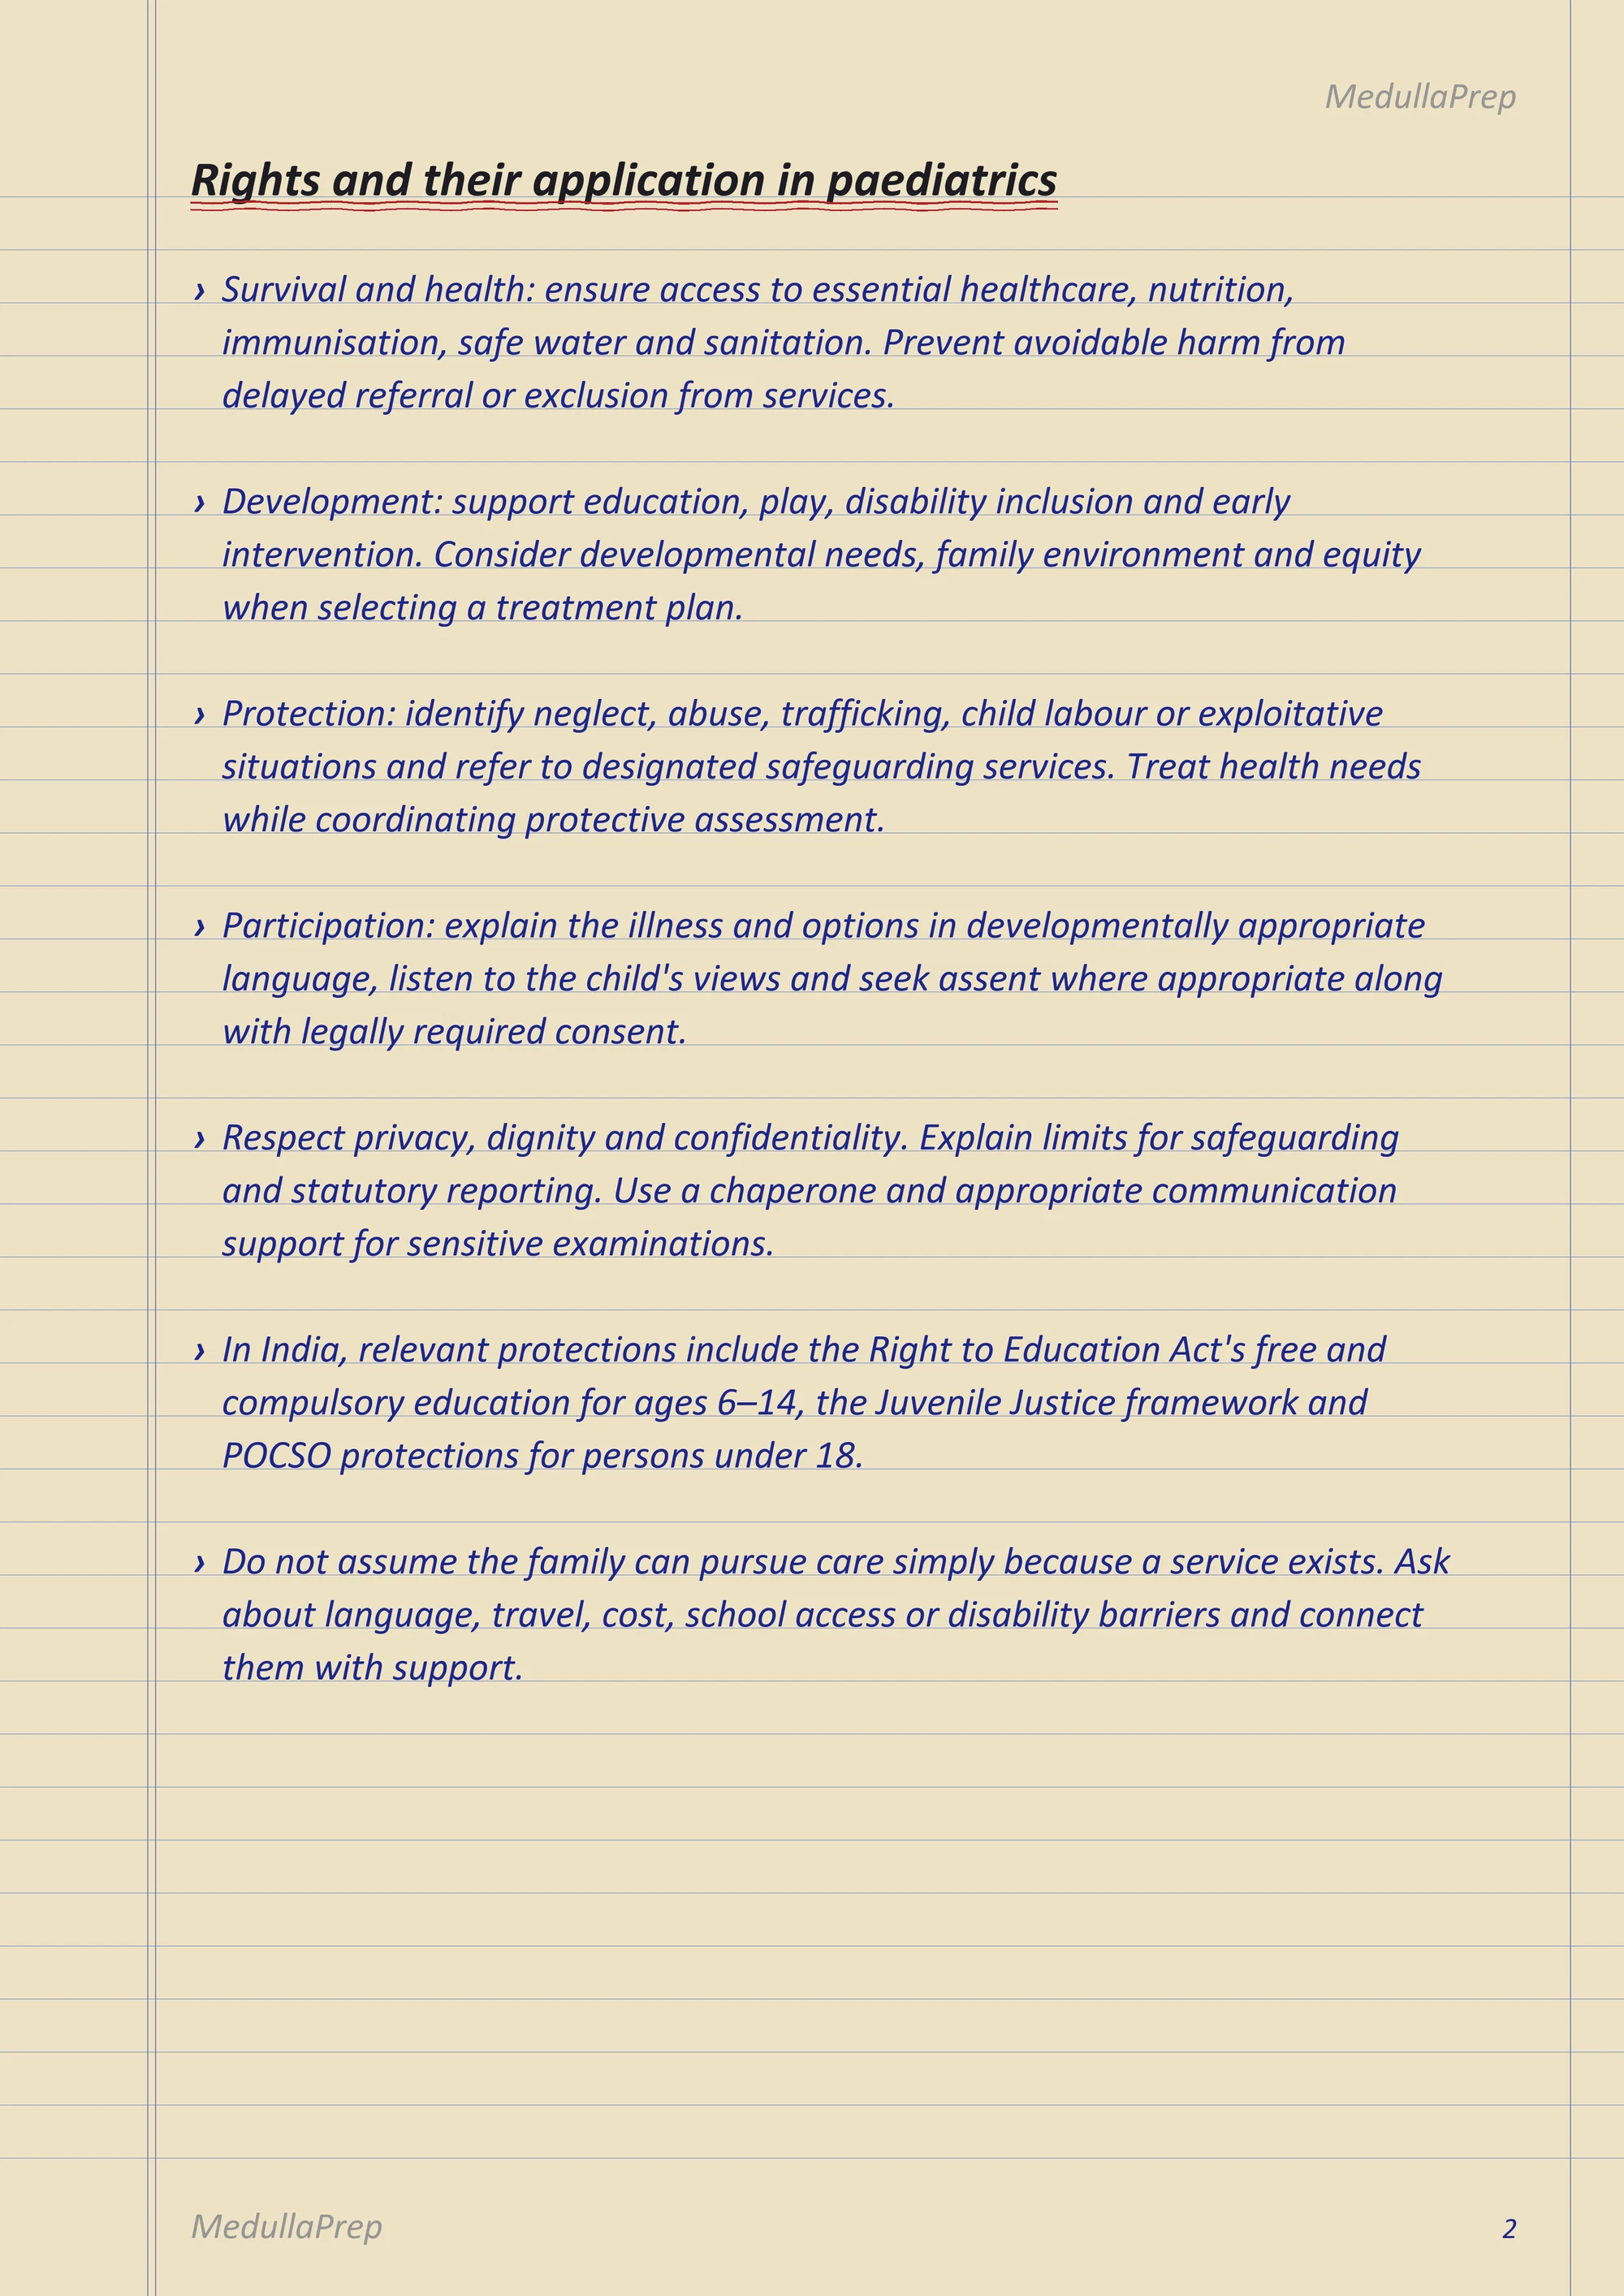 MedullaPrep
Rights and their application in paediatrics
› Survival and health: ensure access to essential healthcare, nutrition,
immunisation, safe water and sanitation. Prevent avoidable harm from
delayed referral or exclusion from services.
› Development: support education, play, disability inclusion and early
intervention. Consider developmental needs, family environment and equity
when selecting a treatment plan.
› Protection: identify neglect, abuse, trafficking, child labour or exploitative
situations and refer to designated safeguarding services. Treat health needs
while coordinating protective assessment.
› Participation: explain the illness and options in developmentally appropriate
language, listen to the child's views and seek assent where appropriate along
with legally required consent.
› Respect privacy, dignity and confidentiality. Explain limits for safeguarding
and statutory reporting. Use a chaperone and appropriate communication
support for sensitive examinations.
› In India, relevant protections include the Right to Education Act's free and
compulsory education for ages 6–14, the Juvenile Justice framework and
POCSO protections for persons under 18.
› Do not assume the family can pursue care simply because a service exists. Ask
about language, travel, cost, school access or disability barriers and connect
them with support.
MedullaPrep
2